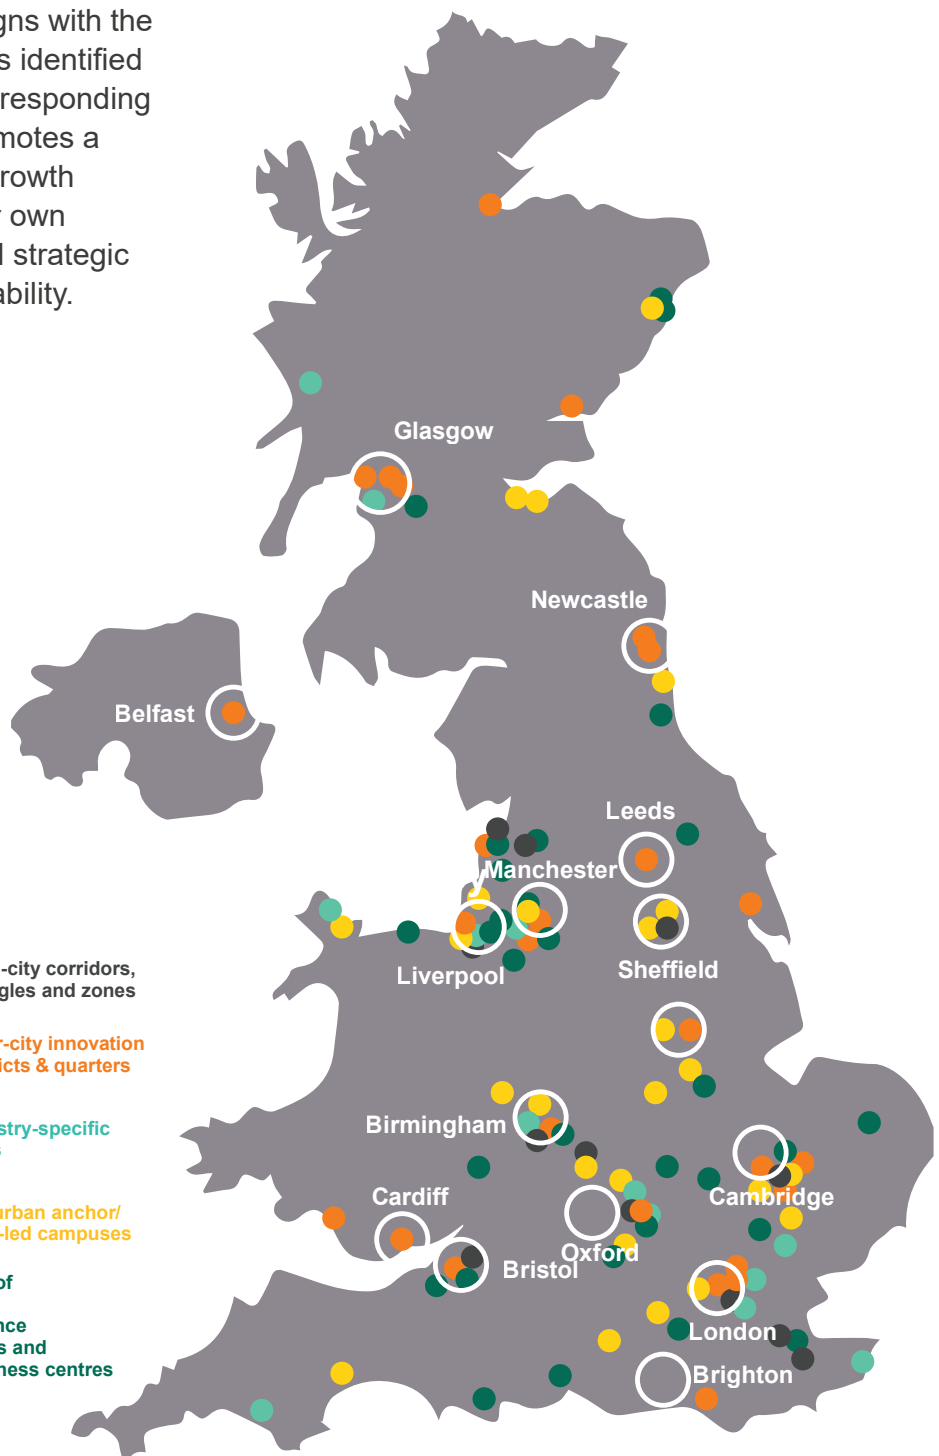 gns with the
s identified
responding
motes a
rowth
r own
l strategic
ability.
Glasgow
Newcastle
Belfast
Leeds
Manchester
Liverpool
Sheffield
-city corridors,
gles and zones
r-city innovation
icts & quarters
Birmingham
stry-specific
s
Cardiff
Cambridge
urban anchor/
-led campuses
Oxford
Bristol
of
London
nce
s and
ness centres
Brighton